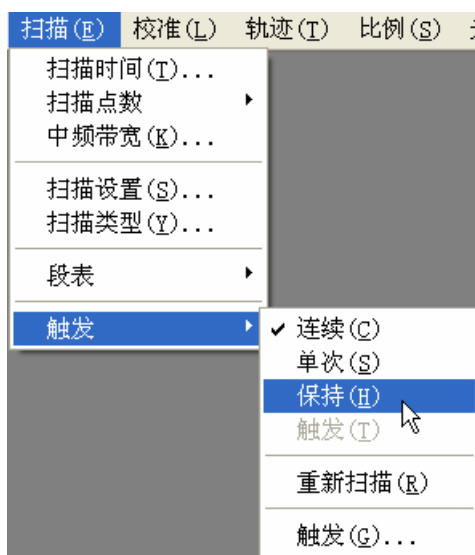 扫描(E) 校准(L) 轨迹(T) 比例(S)
扫描时间(T)...
扫描点数
中频带宽(K)...
扫描设置(S)...
扫描类型(Y)...
段表
触发
连续(C)
单次(S)
保持(H)
触发(T)
重新扫描(R)
触发(G)...